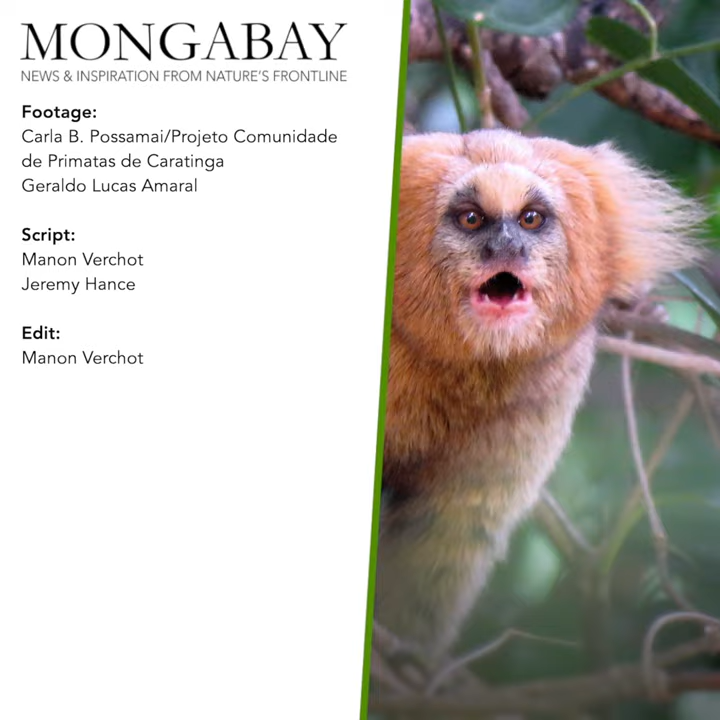 MONGABAY
NEWS & INSPIRATION FROM NATURE'S FRONTLINE
Footage:
Carla B. Possamai/Projeto Comunidade
de Primatas de Caratinga
Geraldo Lucas Amaral
Script:
Manon Verchot
Jeremy Hance
Edit:
Manon Verchot